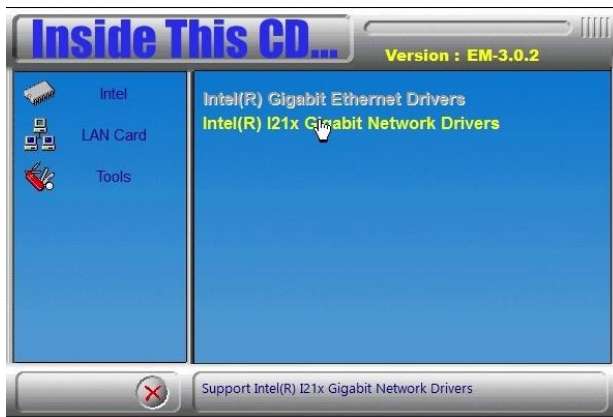 Inside This CD...
Version : EM-3.0.2
Intel
LAN Card
Tools
Intel(R) Gigabit Ethernet Drivers
Intel(R) I21x Gigabit Network Drivers
Support Intel(R) I21x Gigabit Network Drivers